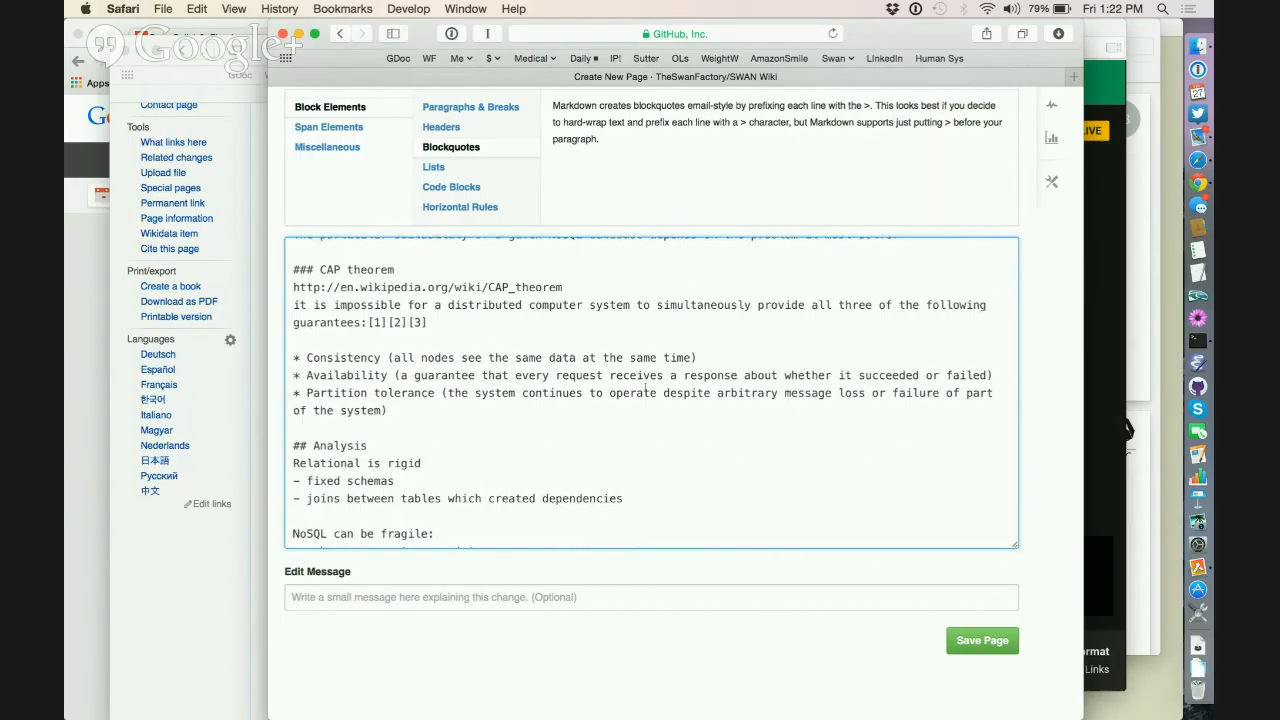 Safari File Edit View History Bookmarks Develop Window Help
79% Fri 1:22 PM
Google+
GitHub, Inc.
GDoc WF Me $ Medical Daily IP! Sutter OLs WeightW AmazonSmile Swan LinkedIn Human Sys
Create New Page · TheSwanFactory/SWAN Wiki
GDoc
Apps
Contact page
Tools
What links here
Related changes
Upload file
Special pages
Permanent link
Page information
Wikidata item
Cite this page
Print/export
Create a book
Download as PDF
Printable version
Languages
Deutsch
Español
Français
한국어
Italiano
Magyar
Nederlands
日本語
Русский
中文
Edit links
Block Elements
Span Elements
Miscellaneous
Paragraphs & Breaks
Headers
Blockquotes
Lists
Code Blocks
Horizontal Rules
Markdown creates blockquotes email-style by prefixing each line with the >. This looks best if you decide
to hard-wrap text and prefix each line with a > character, but Markdown supports just putting > before your
paragraph.
### CAP theorem
http://en.wikipedia.org/wiki/CAP_theorem
it is impossible for a distributed computer system to simultaneously provide all three of the following
guarantees:[1][2][3]
* Consistency (all nodes see the same data at the same time)
* Availability (a guarantee that every request receives a response about whether it succeeded or failed)
* Partition tolerance (the system continues to operate despite arbitrary message loss or failure of part
of the system)
## Analysis
Relational is rigid
- fixed schemas
- joins between tables which created dependencies
NoSQL can be fragile:
Edit Message
Write a small message here explaining this change. (Optional)
Save Page
Links